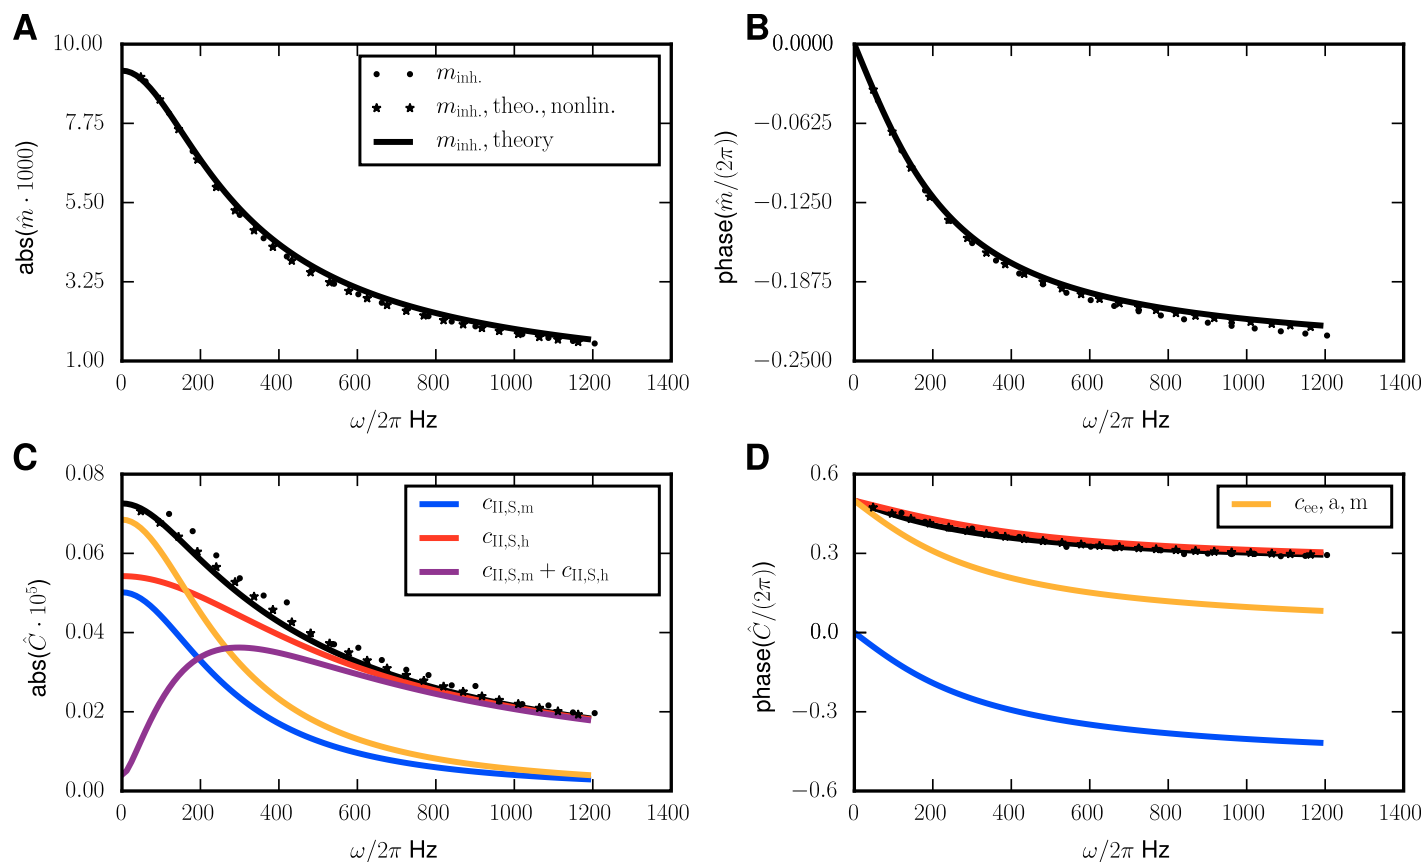 A
10.00
7.75
5.50
3.25
1.00
abs(m̂ · 1000)
m_inh.
m_inh., theo., nonlin.
m_inh., theory
0 200 400 600 800 1000 1200 1400
ω/2π Hz
B
0.0000
−0.0625
−0.1250
−0.1875
−0.2500
phase(m̂/(2π))
0 200 400 600 800 1000 1200 1400
ω/2π Hz
C
0.08
0.06
0.04
0.02
0.00
abs(Ĉ · 10⁵)
c_II,S,m
c_II,S,h
c_II,S,m + c_II,S,h
0 200 400 600 800 1000 1200 1400
ω/2π Hz
D
0.6
0.3
0.0
−0.3
−0.6
phase(Ĉ/(2π))
c_ee, a, m
0 200 400 600 800 1000 1200 1400
ω/2π Hz